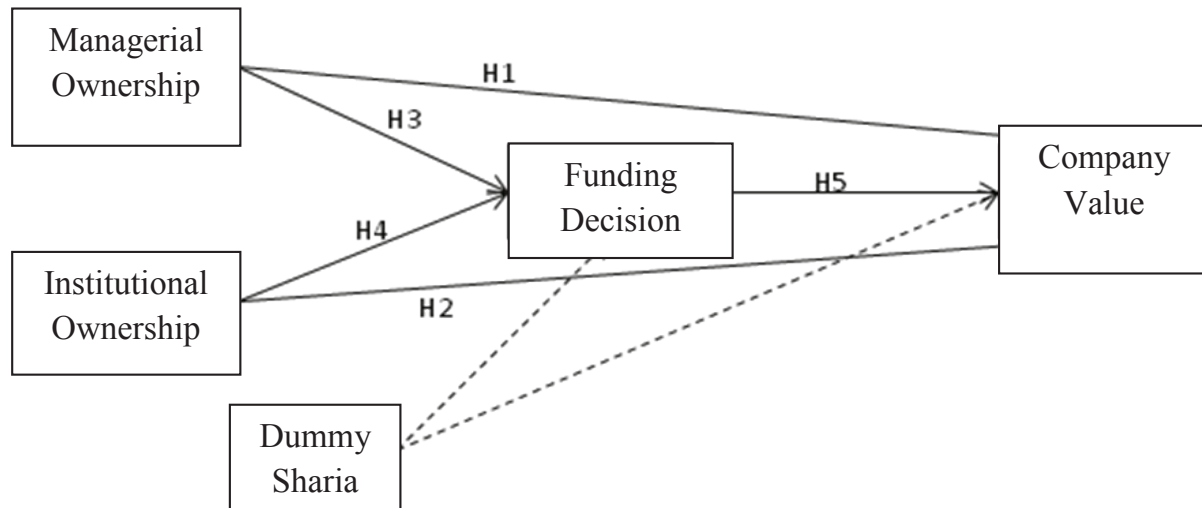 Managerial
Ownership
H1
H3
Funding
Decision
H5
Company
Value
H4
Institutional
Ownership
H2
Dummy
Sharia